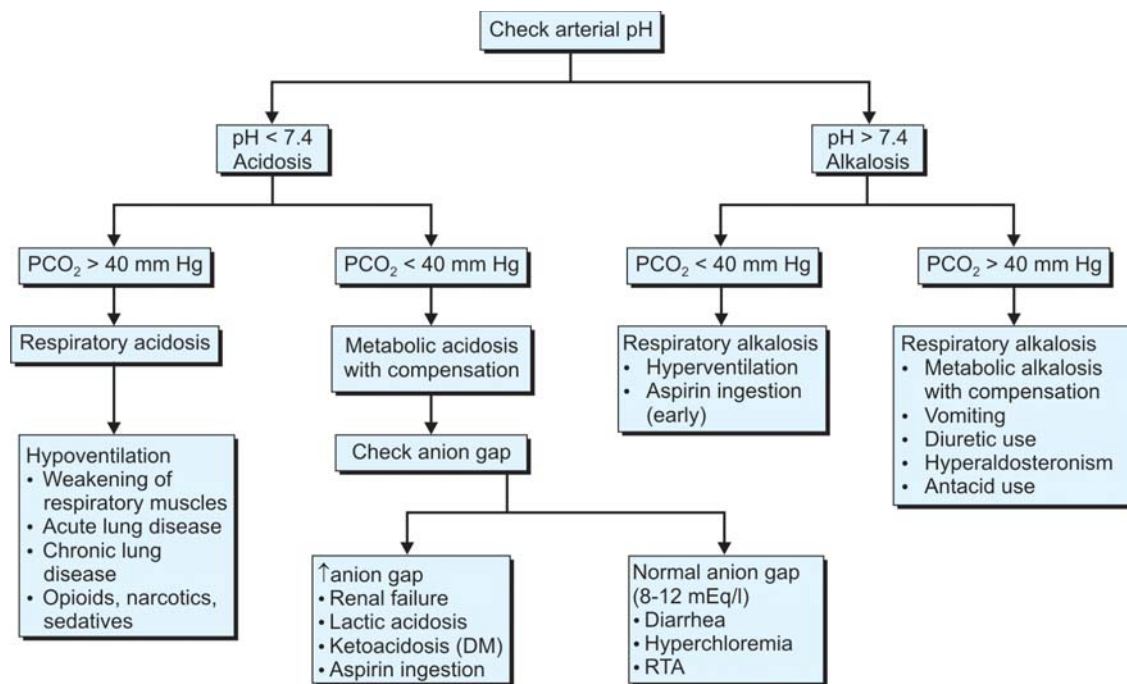 Check arterial pH
pH < 7.4
Acidosis
pH > 7.4
Alkalosis
PCO₂ > 40 mm Hg
PCO₂ < 40 mm Hg
PCO₂ < 40 mm Hg
PCO₂ > 40 mm Hg
Respiratory acidosis
Metabolic acidosis
with compensation
Respiratory alkalosis
• Hyperventilation
• Aspirin ingestion
(early)
Respiratory alkalosis
• Metabolic alkalosis
with compensation
• Vomiting
• Diuretic use
• Hyperaldosteronism
• Antacid use
Hypoventilation
• Weakening of
respiratory muscles
• Acute lung disease
• Chronic lung
disease
• Opioids, narcotics,
sedatives
Check anion gap
↑anion gap
• Renal failure
• Lactic acidosis
• Ketoacidosis (DM)
• Aspirin ingestion
Normal anion gap
(8-12 mEq/l)
• Diarrhea
• Hyperchloremia
• RTA